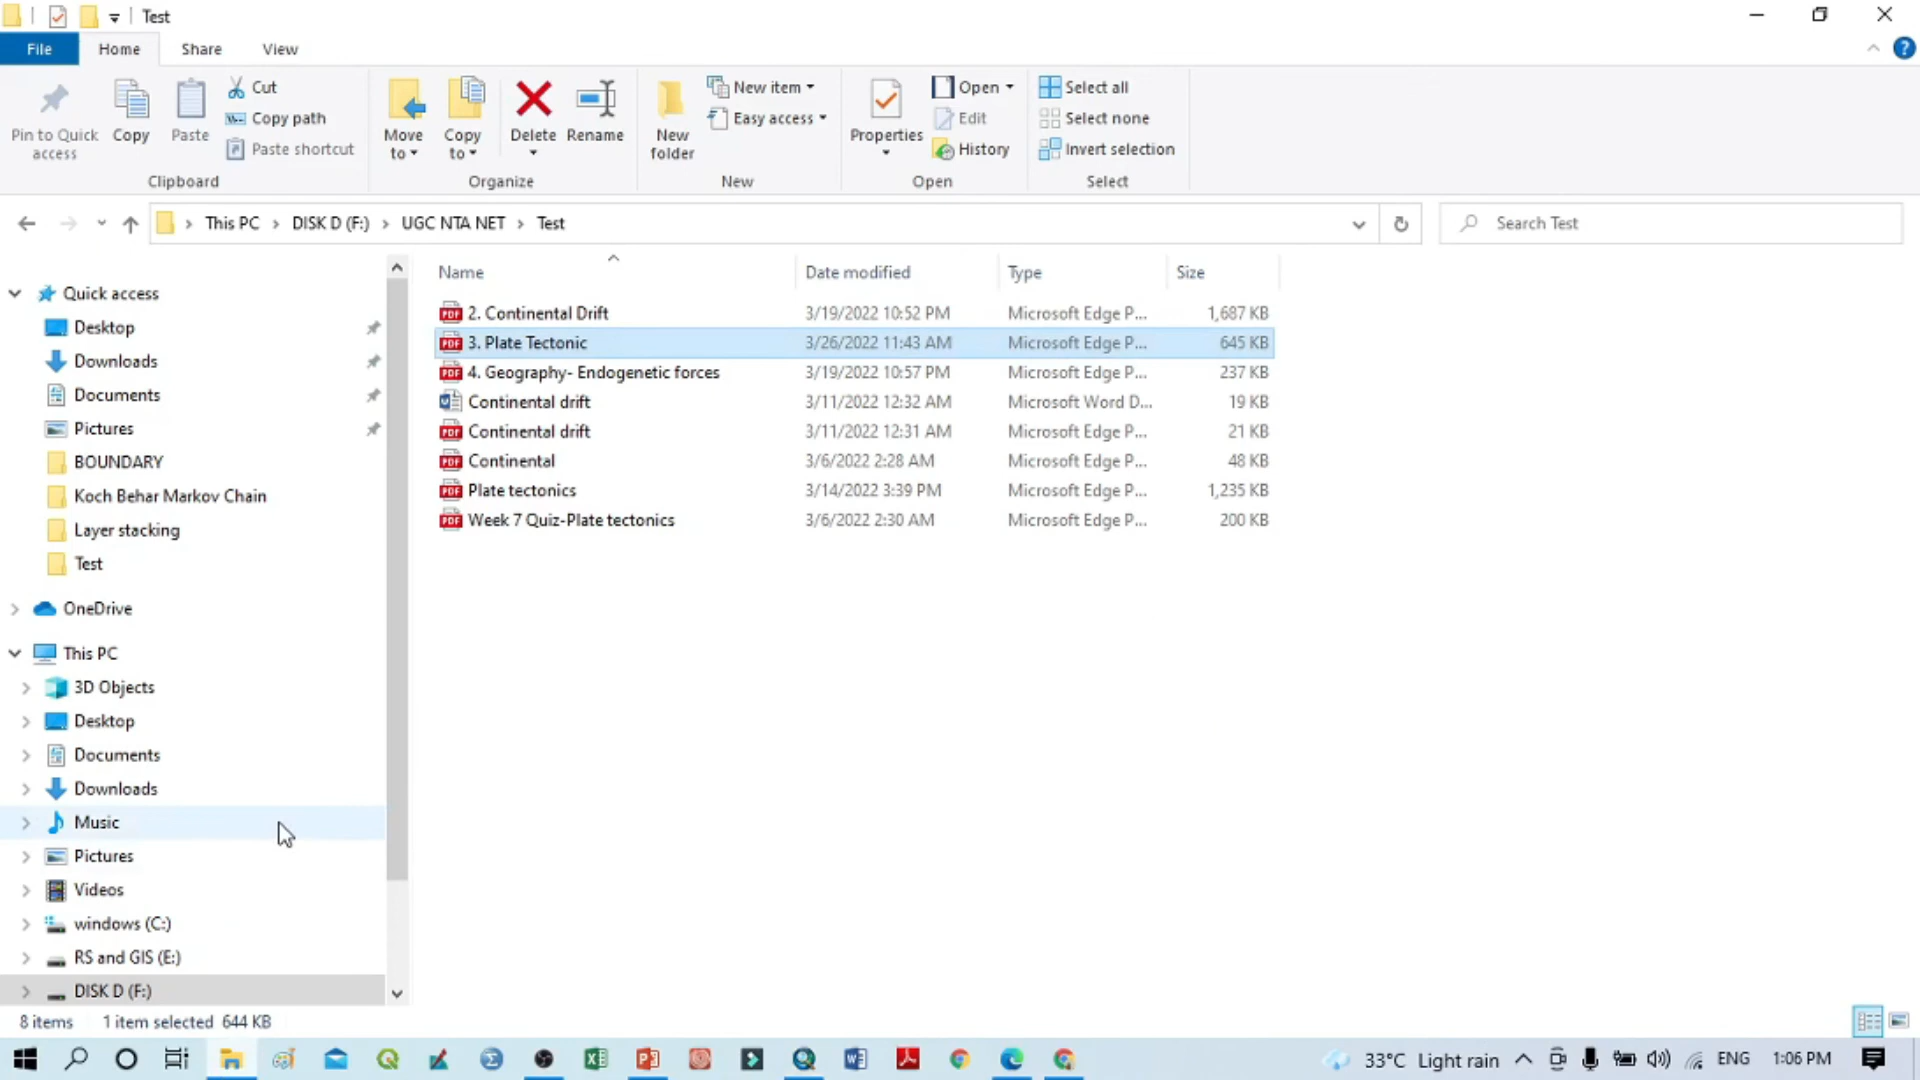 Test
File Home Share View
Pin to Quick access
Copy
Paste
Cut
Copy path
Paste shortcut
Clipboard
Move to
Copy to
Delete
Rename
Organize
New folder
New item
Easy access
New
Properties
Open
Edit
History
Open
Select all
Select none
Invert selection
Select
This PC DISK D (F:) UGC NTA NET Test
Search Test
Quick access
Desktop
Downloads
Documents
Pictures
BOUNDARY
Koch Behar Markov Chain
Layer stacking
Test
OneDrive
This PC
3D Objects
Desktop
Documents
Downloads
Music
Pictures
Videos
windows (C:)
RS and GIS (E:)
DISK D (F:)
Name Date modified Type Size
PDF 2. Continental Drift 3/19/2022 10:52 PM Microsoft Edge P... 1,687 KB
PDF 3. Plate Tectonic 3/26/2022 11:43 AM Microsoft Edge P... 645 KB
PDF 4. Geography- Endogenetic forces 3/19/2022 10:57 PM Microsoft Edge P... 237 KB
Continental drift 3/11/2022 12:32 AM Microsoft Word D... 19 KB
PDF Continental drift 3/11/2022 12:31 AM Microsoft Edge P... 21 KB
PDF Continental 3/6/2022 2:28 AM Microsoft Edge P... 48 KB
PDF Plate tectonics 3/14/2022 3:39 PM Microsoft Edge P... 1,235 KB
PDF Week 7 Quiz-Plate tectonics 3/6/2022 2:30 AM Microsoft Edge P... 200 KB
8 items 1 item selected 644 KB
33°C Light rain ENG 1:06 PM